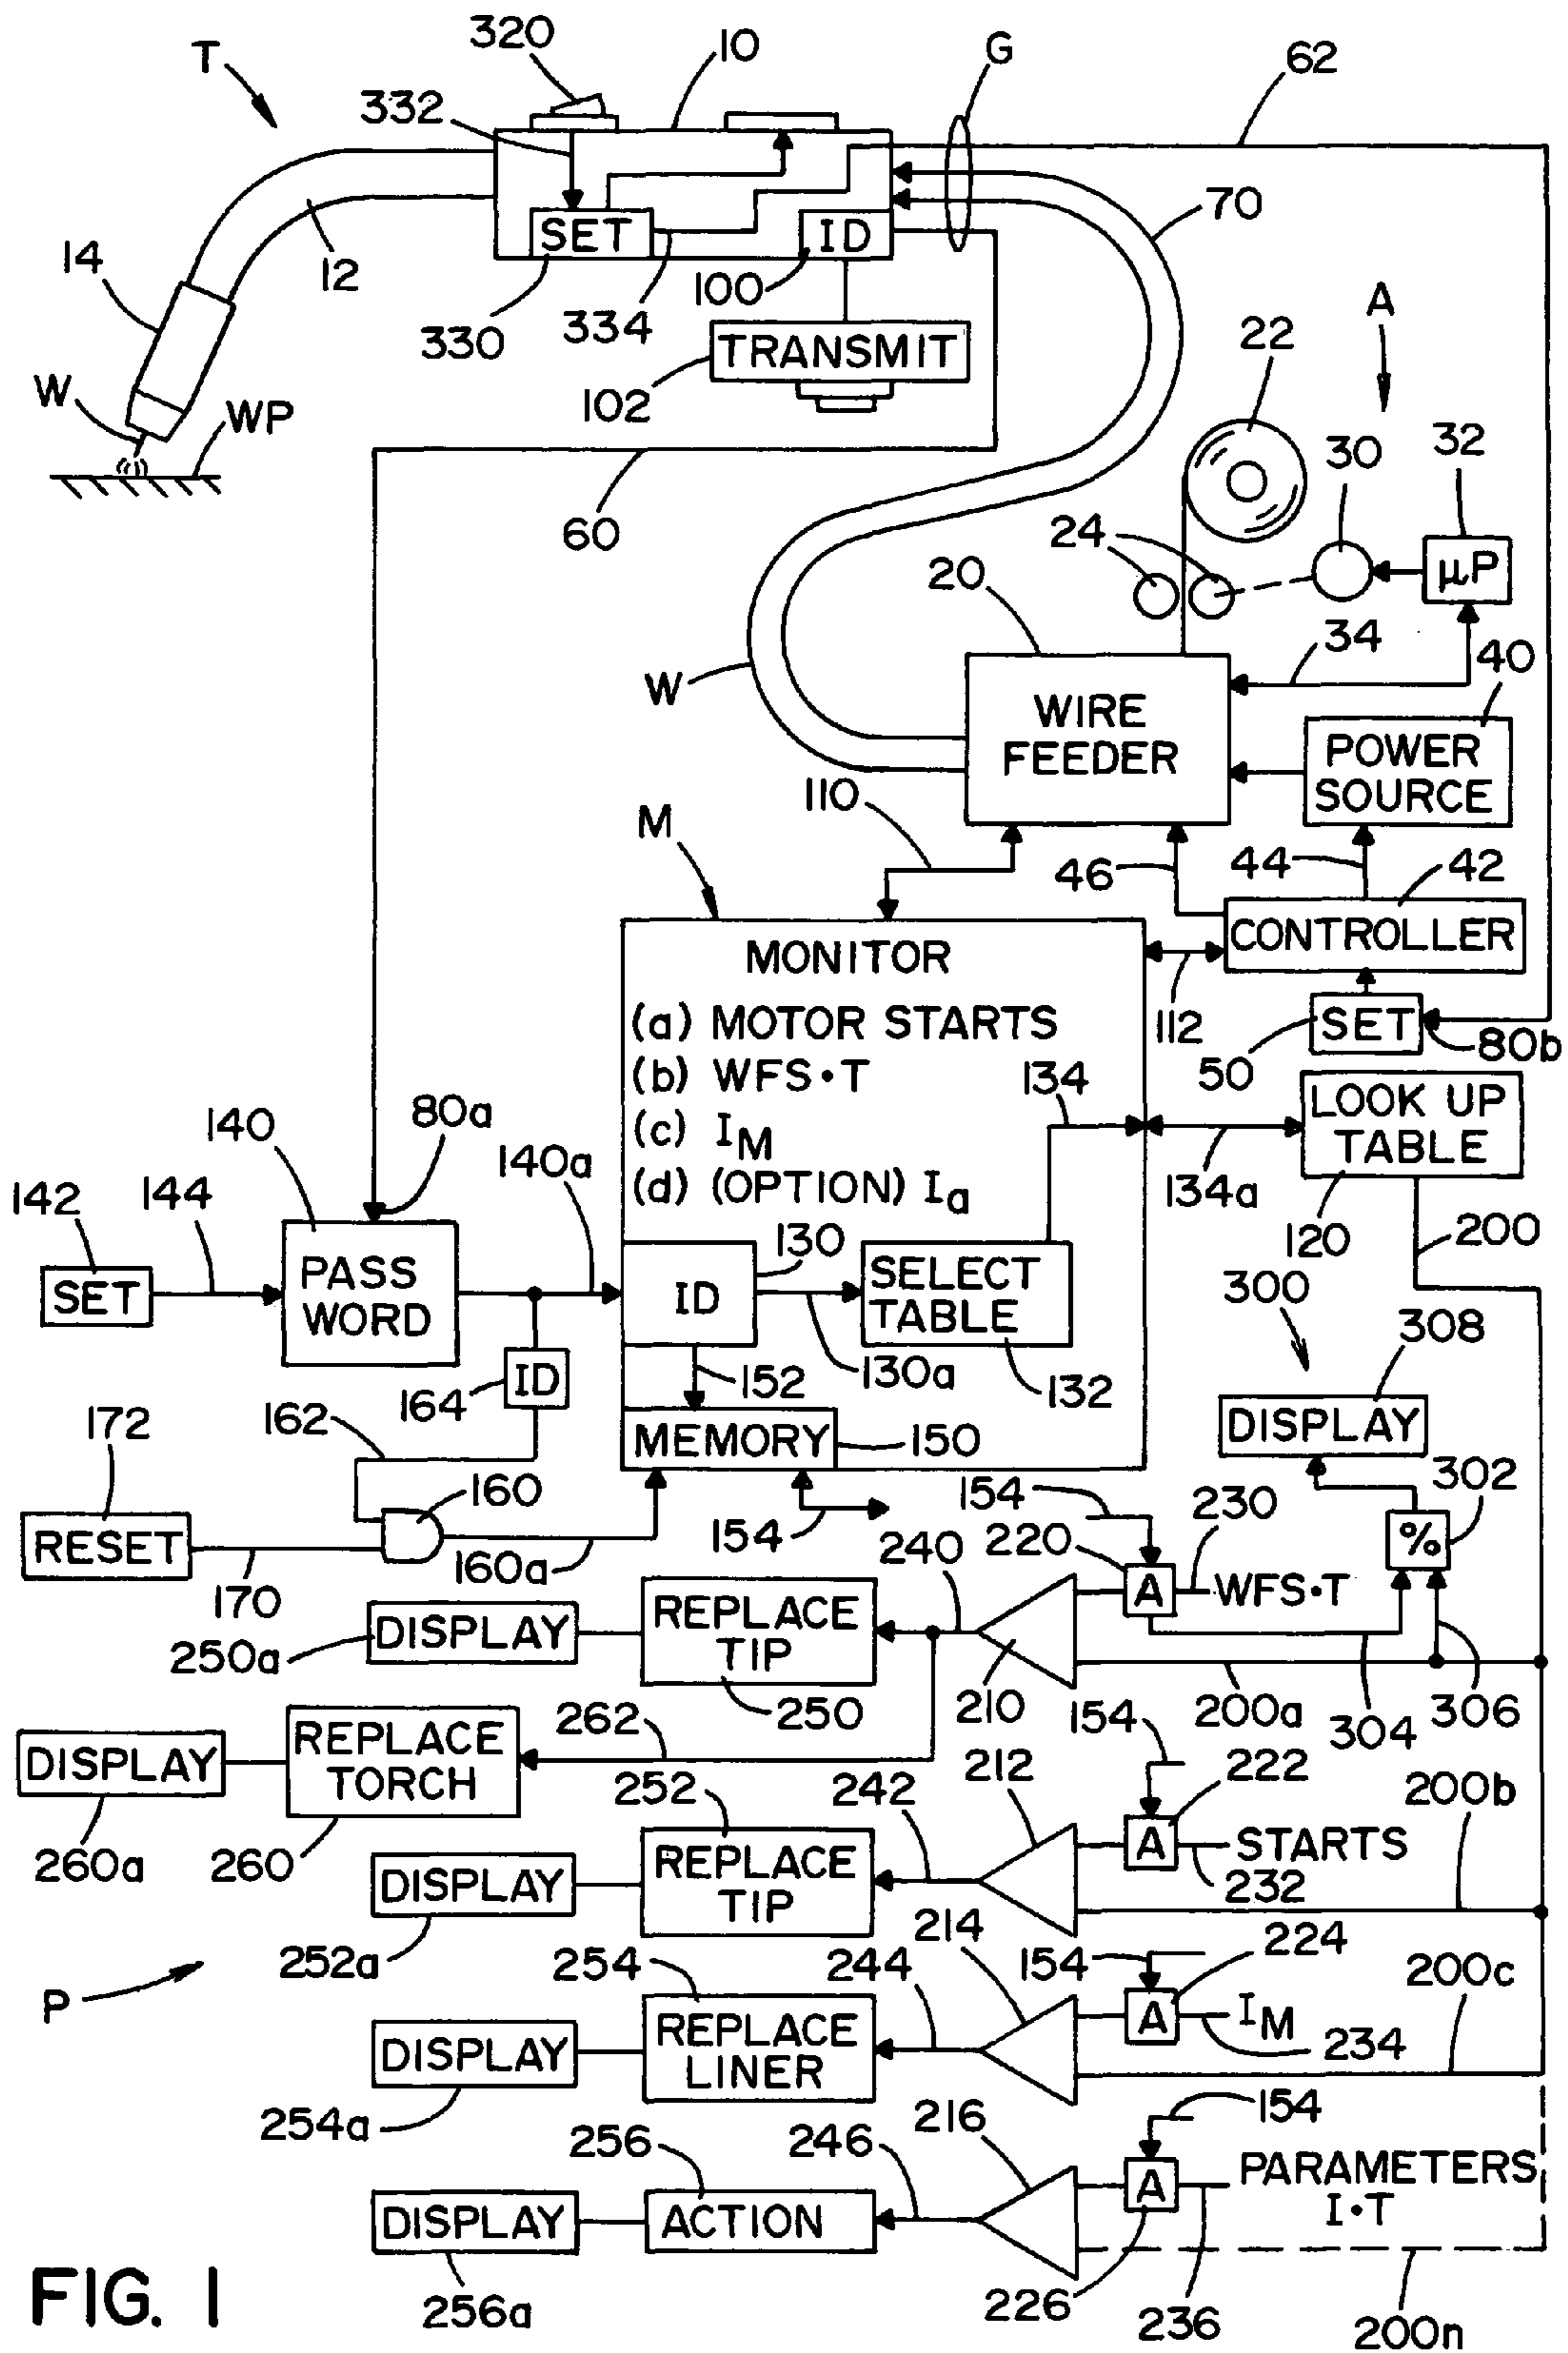 320
10
G
62
T
332
70
SET
ID
14
12
100
330
334
TRANSMIT
22
A
102
W
WP
30
32
60
24
μP
20
34
40
W
WIRE
FEEDER
POWER
SOURCE
110
M
46
44
42
CONTROLLER
MONITOR
(a) MOTOR STARTS
112
SET
50
80b
(b) WFS•T
134
LOOK UP
TABLE
140
80a
(c) IM
140a
(d) (OPTION) Ia
134a
142
144
130
120
200
PASS
WORD
SET
ID
SELECT
TABLE
300
308
164
ID
152
130a
132
162
172
MEMORY
150
DISPLAY
302
160
154
230
RESET
154
220
%
160a
240
A
WFS•T
170
REPLACE
TIP
DISPLAY
250a
250
210
200a
304
306
262
154
REPLACE
TORCH
DISPLAY
252
242
212
222
200b
260a
260
REPLACE
TIP
A
STARTS
DISPLAY
232
214
252a
254
244
154
224
200c
P
REPLACE
LINER
A
IM
234
DISPLAY
254a
256
246
216
154
A
PARAMETERS
I•T
DISPLAY
ACTION
FIG. 1
256a
226
236
200n